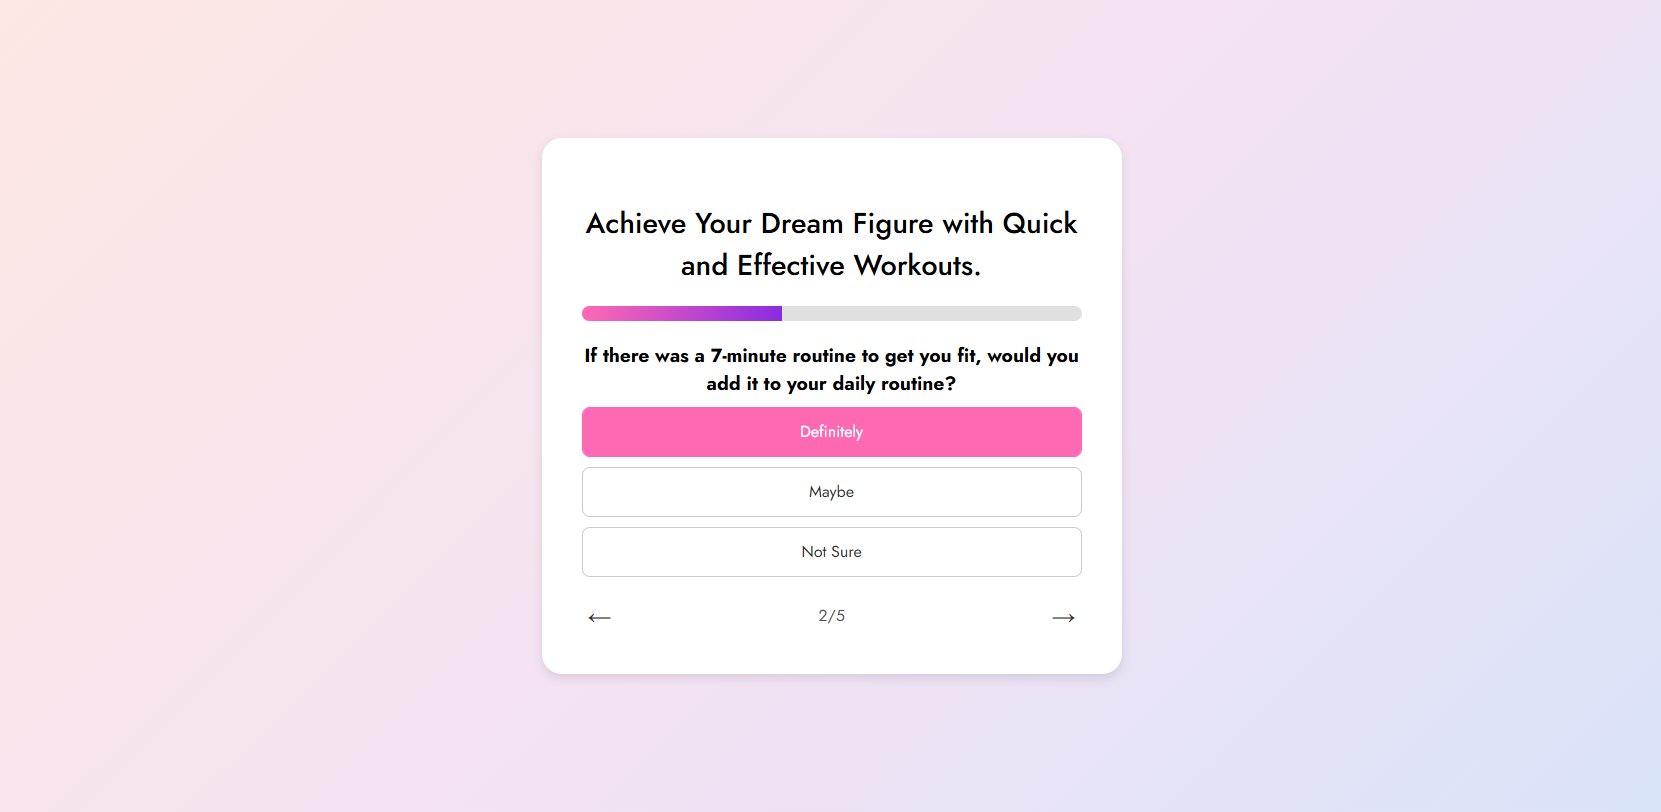 Achieve Your Dream Figure with Quick
and Effective Workouts.
If there was a 7-minute routine to get you fit, would you
add it to your daily routine?
Definitely
Maybe
Not Sure
← 2/5 →